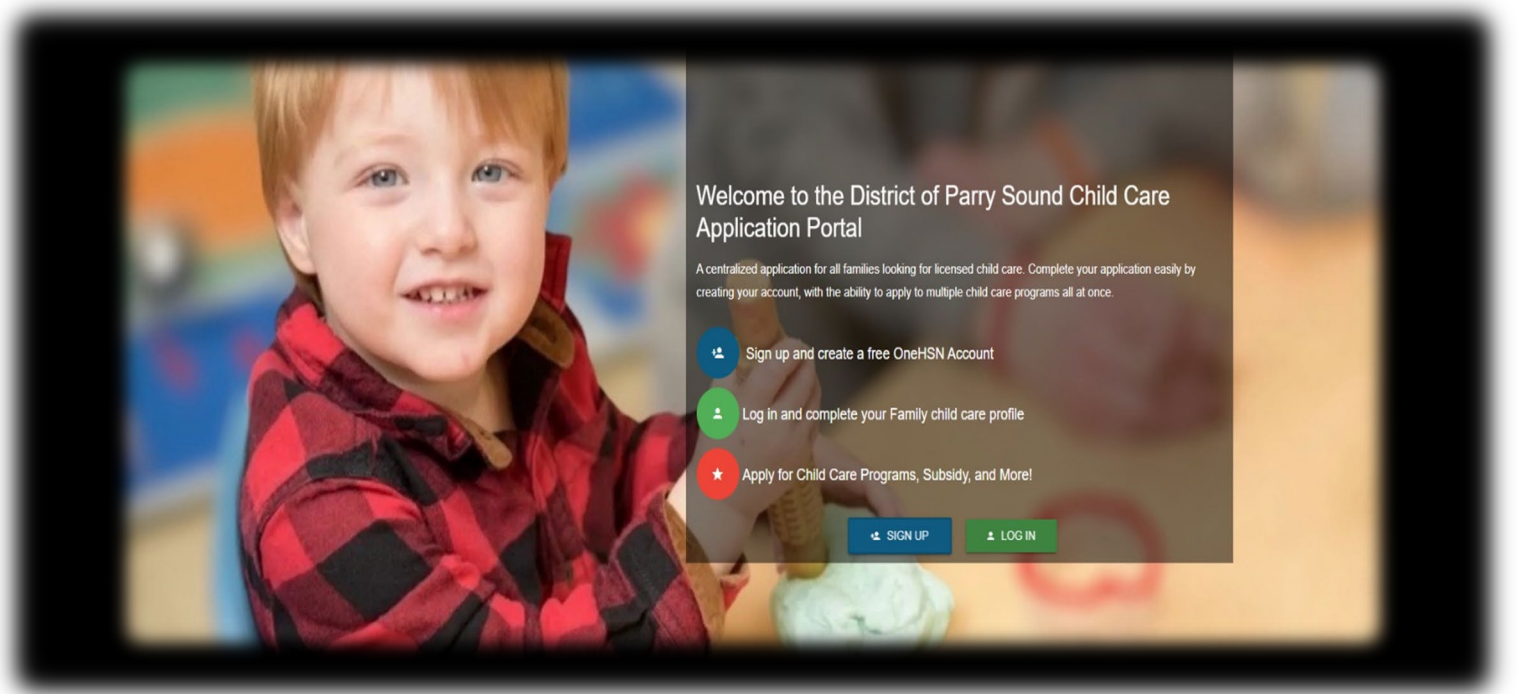 Welcome to the District of Parry Sound Child Care
Application Portal
A centralized application for all families looking for licensed child care. Complete your application easily by
creating your account, with the ability to apply to multiple child care programs all at once.
Sign up and create a free OneHSN Account
Log in and complete your Family child care profile
Apply for Child Care Programs, Subsidy, and More!
SIGN UP LOG IN